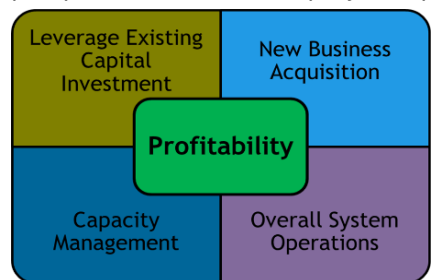 Leverage Existing
Capital
Investment
New Business
Acquisition
Profitability
Capacity
Management
Overall System
Operations